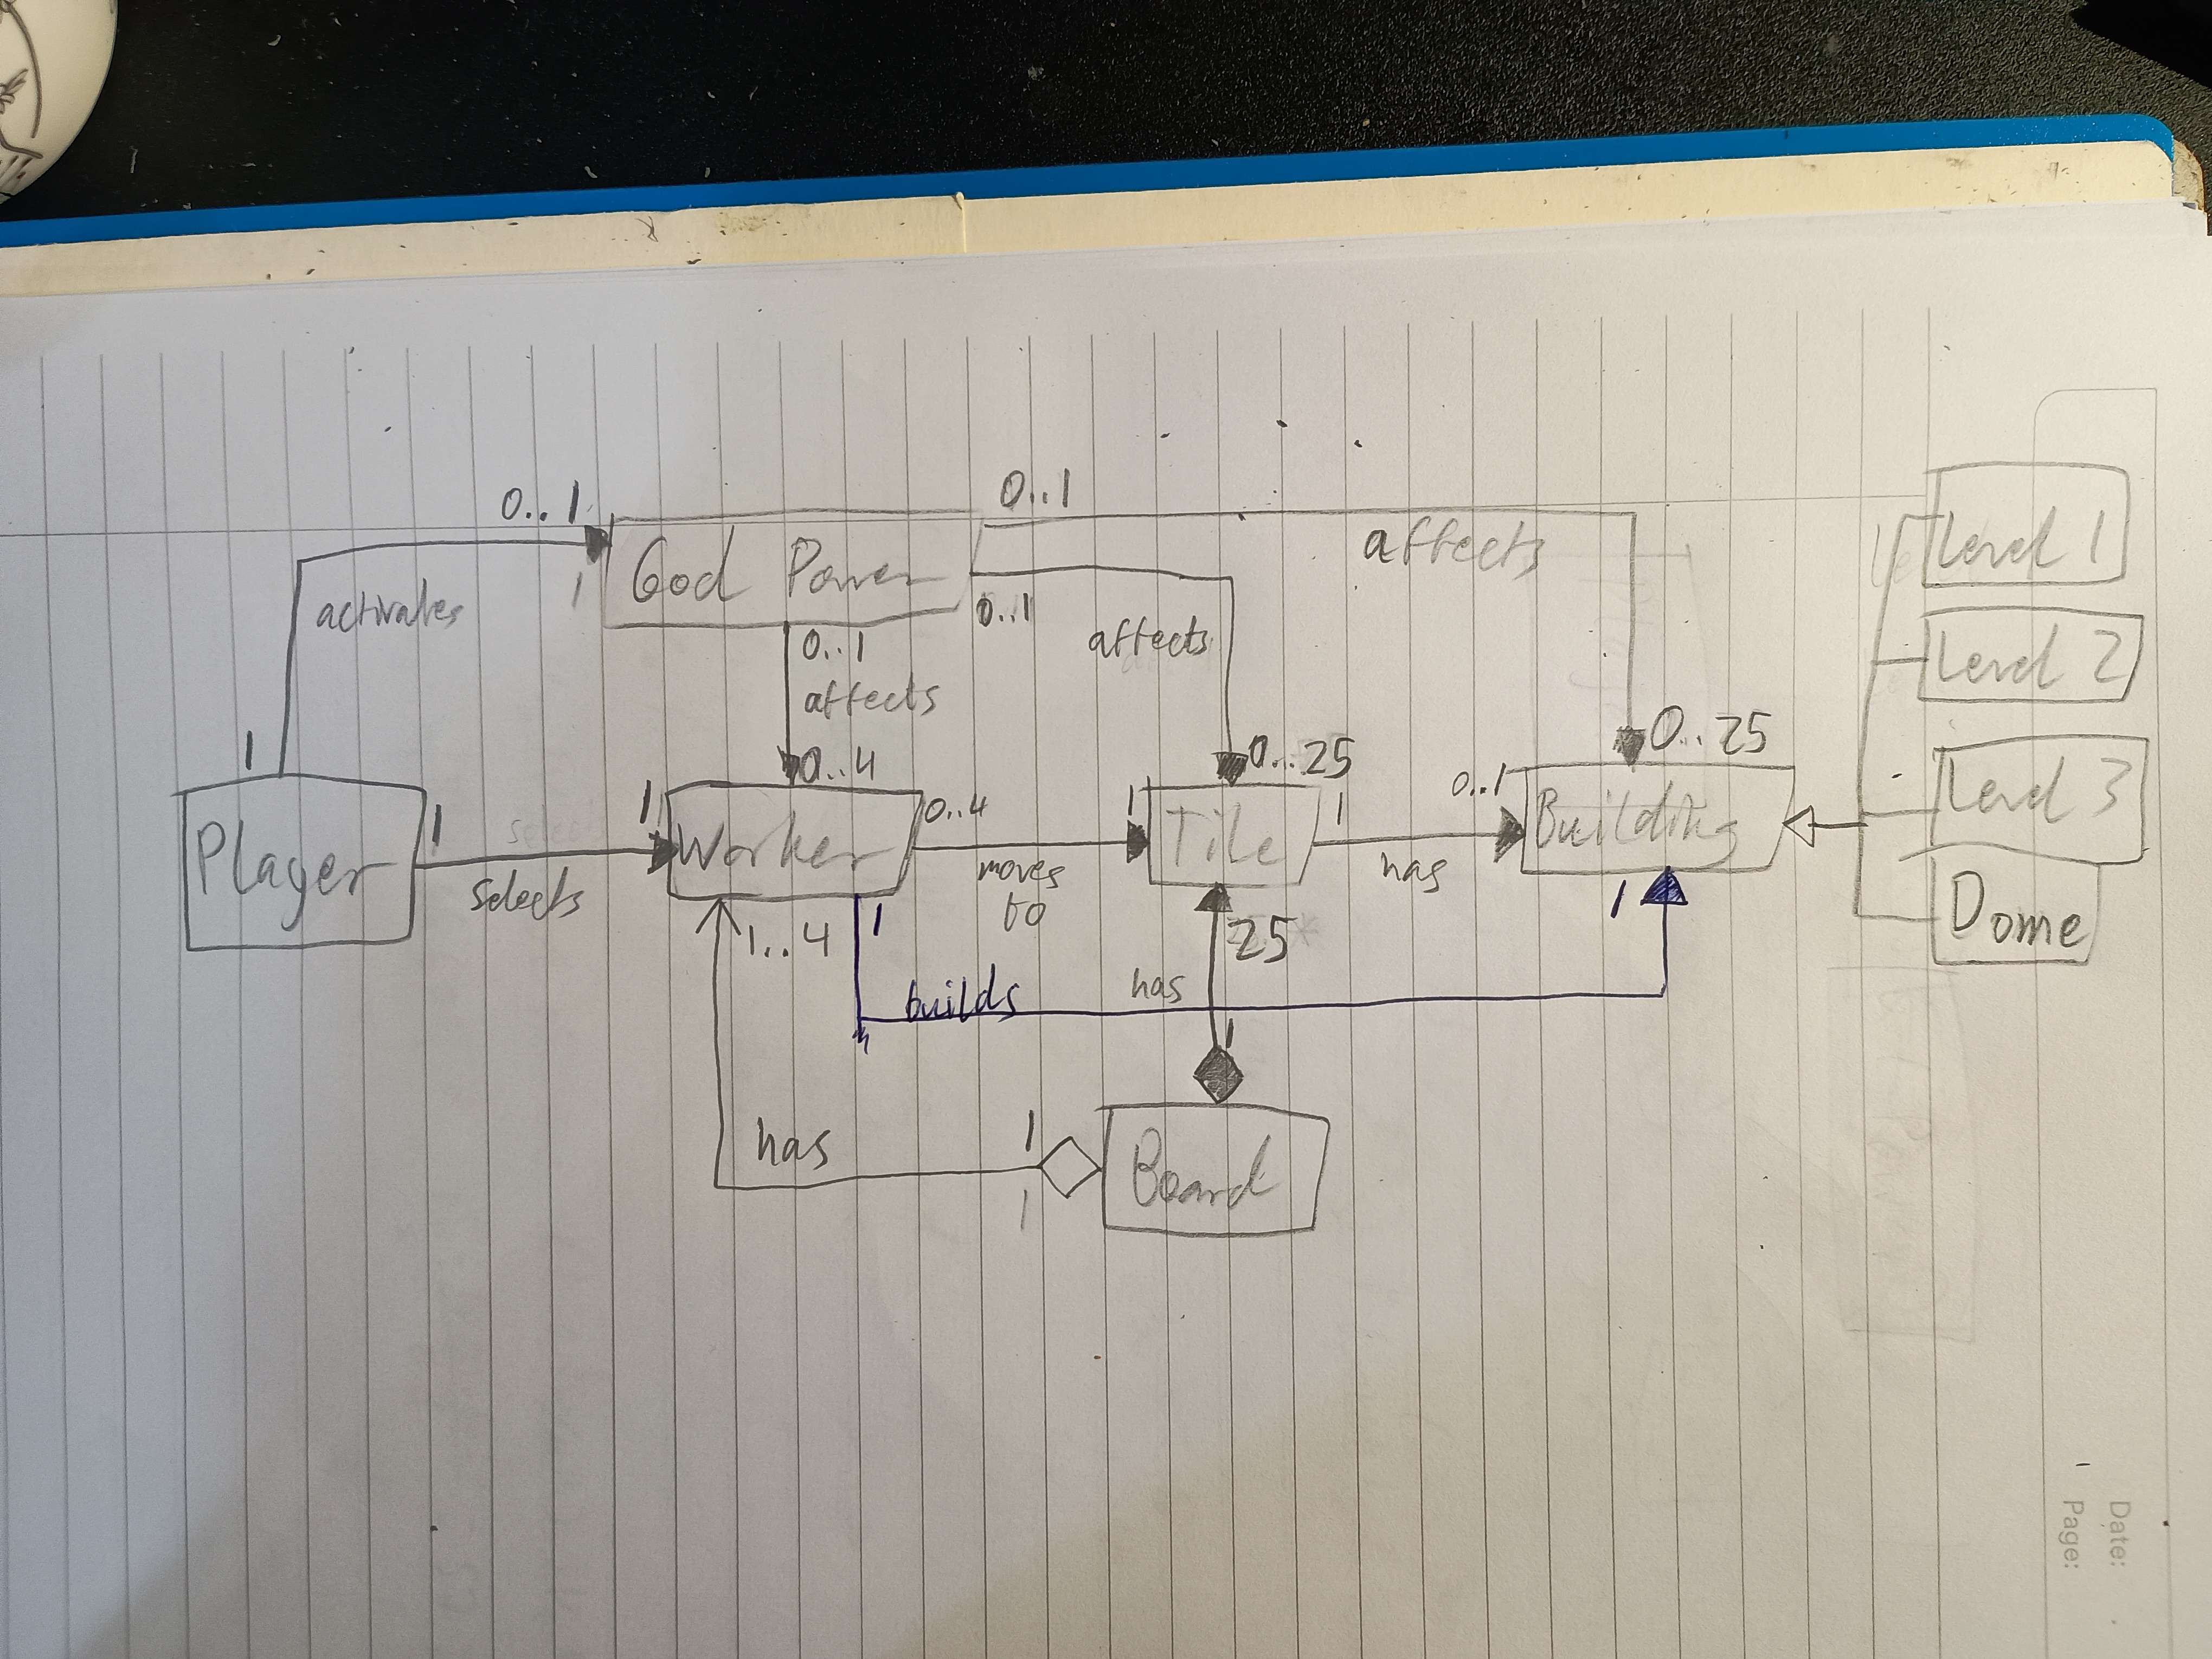 0..1
0..1
affects
Level 1
1
God Power
activates
0..1
0..1
affects
affects
Level 2
1
0..4
0..25
0..25
Level 3
Player
1
selects
1
Worker
0..4
moves
to
1
Tile
1
has
0..1
Building
Dome
1..4
1
25
1
builds
has
1
has
1
1
Board
Date:
Page: